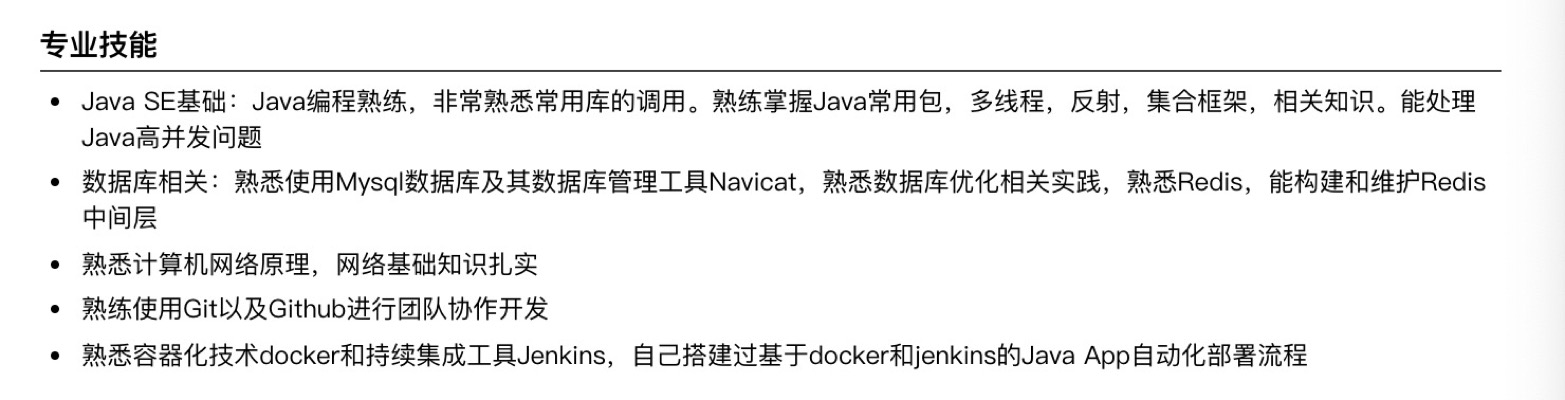 专业技能
• Java SE基础：Java编程熟练，非常熟悉常用库的调用。熟练掌握Java常用包，多线程，反射，集合框架，相关知识。能处理
Java高并发问题
• 数据库相关：熟悉使用Mysql数据库及其数据库管理工具Navicat，熟悉数据库优化相关实践，熟悉Redis，能构建和维护Redis
中间层
• 熟悉计算机网络原理，网络基础知识扎实
• 熟练使用Git以及Github进行团队协作开发
• 熟悉容器化技术docker和持续集成工具Jenkins，自己搭建过基于docker和jenkins的Java App自动化部署流程